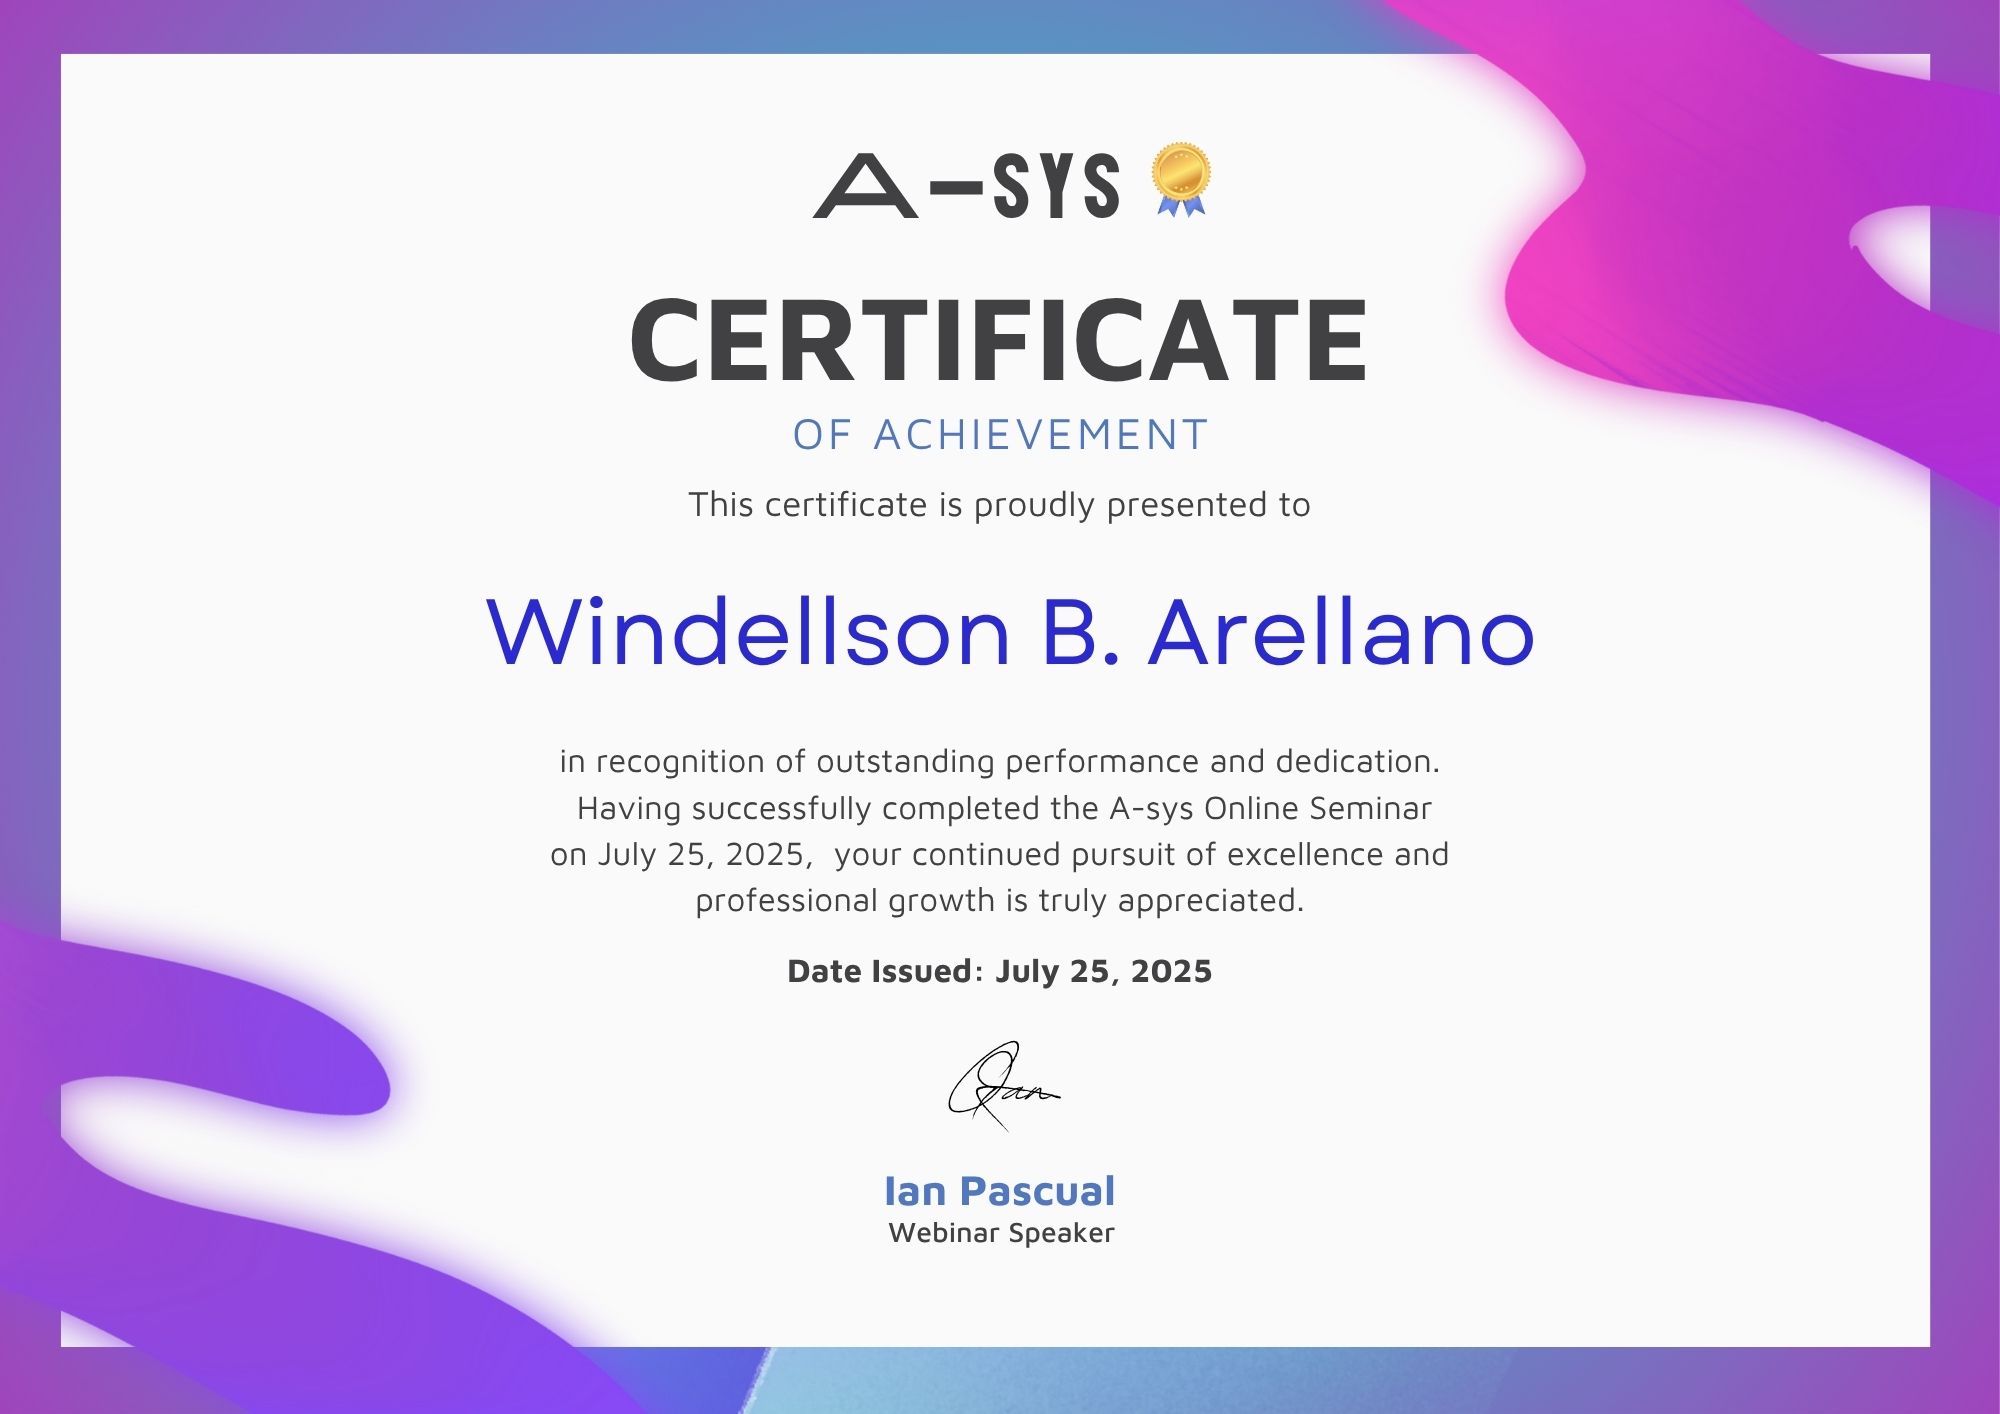 A-SYS
CERTIFICATE
OF ACHIEVEMENT
This certificate is proudly presented to
Windellson B. Arellano
in recognition of outstanding performance and dedication.
Having successfully completed the A-sys Online Seminar
on July 25, 2025,  your continued pursuit of excellence and
professional growth is truly appreciated.
Date Issued: July 25, 2025
Ian
Ian Pascual
Webinar Speaker